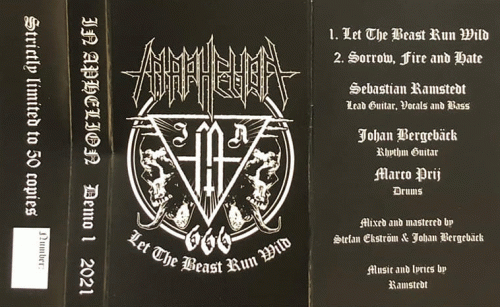 Strictly limited to 50 copies
Number:
IN APHELION Demo 1 2021
IN APHELION
I A
666
Let The Beast Run Wild
1. Let The Beast Run Wild
2. Sorrow, Fire and Hate
Sebastian Ramstedt
Lead Guitar, Vocals and Bass
Johan Bergebäck
Rhythm Guitar
Marco Prij
Drums
Mixed and mastered by
Stefan Ekström & Johan Bergebäck
Music and lyrics by
Ramstedt